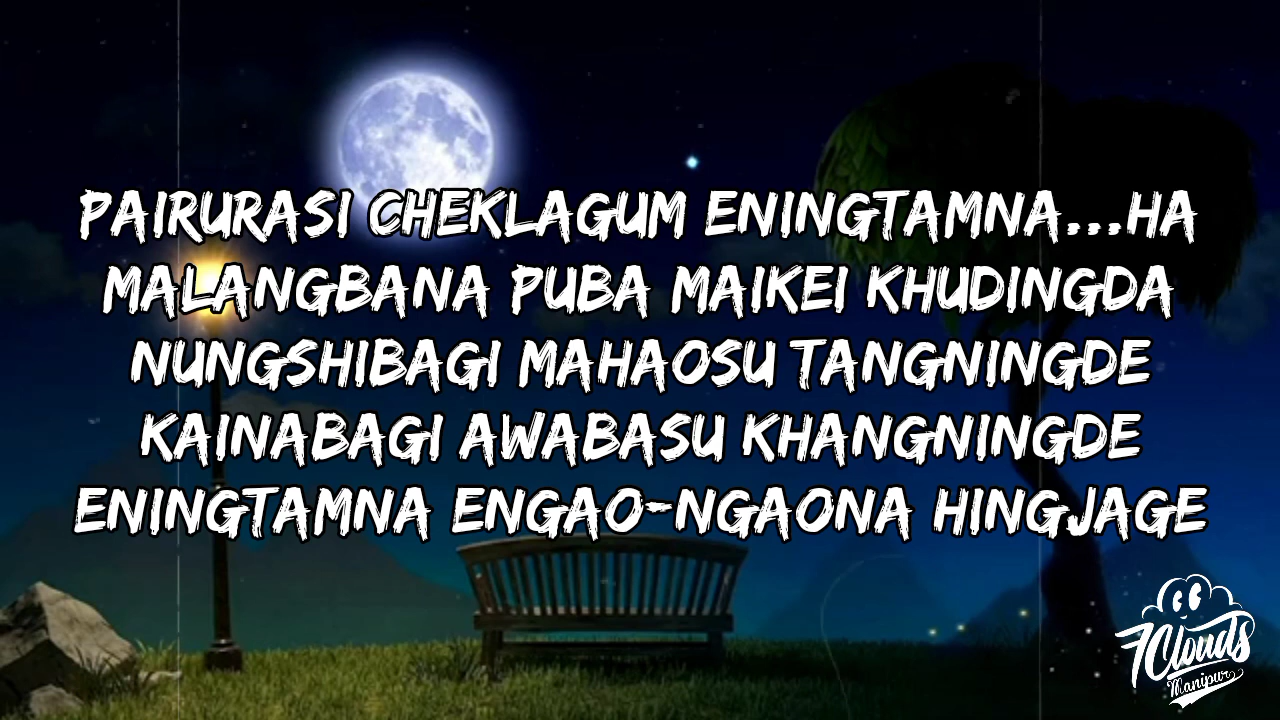 PAIRURASI CHEKLAGUM ENINGTAMNA...HA
MALANGBANA PUBA MAIKEI KHUDINGDA
NUNGSHIBAGI MAHAOSU TANGNINGDE
KAINABAGI AWABASU KHANGNINGDE
ENINGTAMNA ENGAO-NGAONA HINGJAGE
7Clouds
Manipur